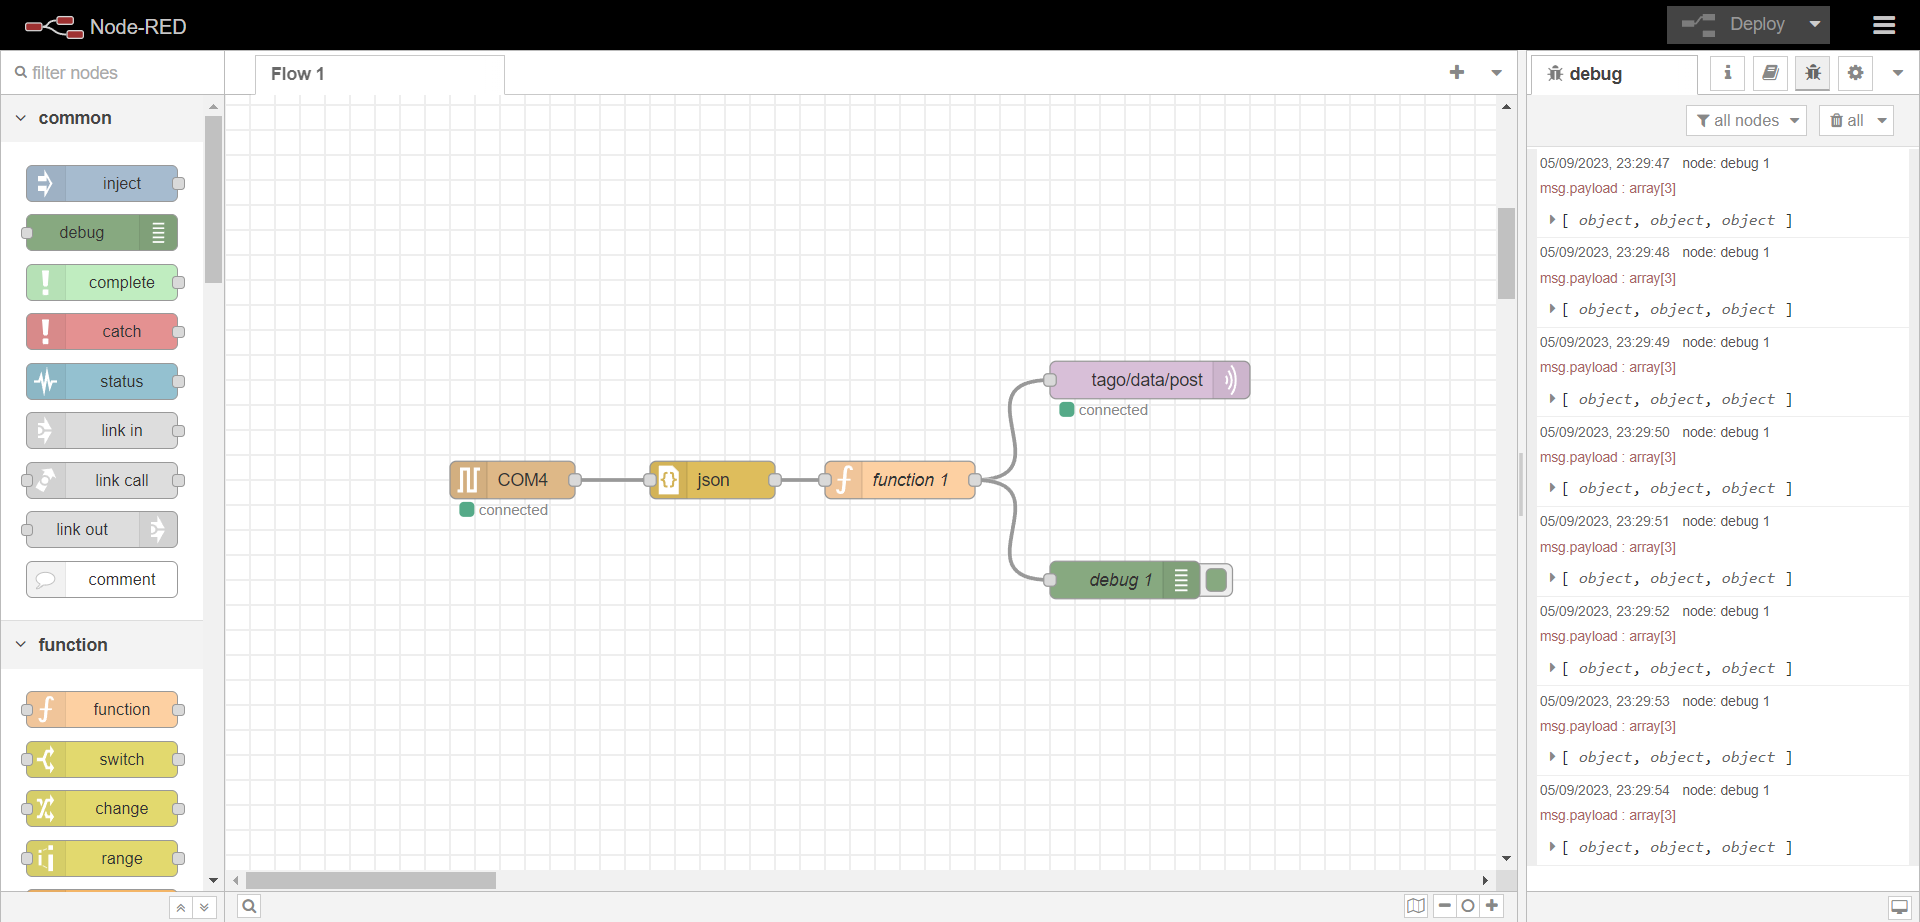 Node-RED
Deploy
filter nodes
common
inject
debug
complete
catch
status
link in
link call
link out
comment
function
function
switch
change
range
Flow 1
COM4
connected
json
function 1
tago/data/post
connected
debug 1
debug
all nodes
all
05/09/2023, 23:29:47 node: debug 1
msg.payload : array[3]
[ object, object, object ]
05/09/2023, 23:29:48 node: debug 1
msg.payload : array[3]
[ object, object, object ]
05/09/2023, 23:29:49 node: debug 1
msg.payload : array[3]
[ object, object, object ]
05/09/2023, 23:29:50 node: debug 1
msg.payload : array[3]
[ object, object, object ]
05/09/2023, 23:29:51 node: debug 1
msg.payload : array[3]
[ object, object, object ]
05/09/2023, 23:29:52 node: debug 1
msg.payload : array[3]
[ object, object, object ]
05/09/2023, 23:29:53 node: debug 1
msg.payload : array[3]
[ object, object, object ]
05/09/2023, 23:29:54 node: debug 1
msg.payload : array[3]
[ object, object, object ]